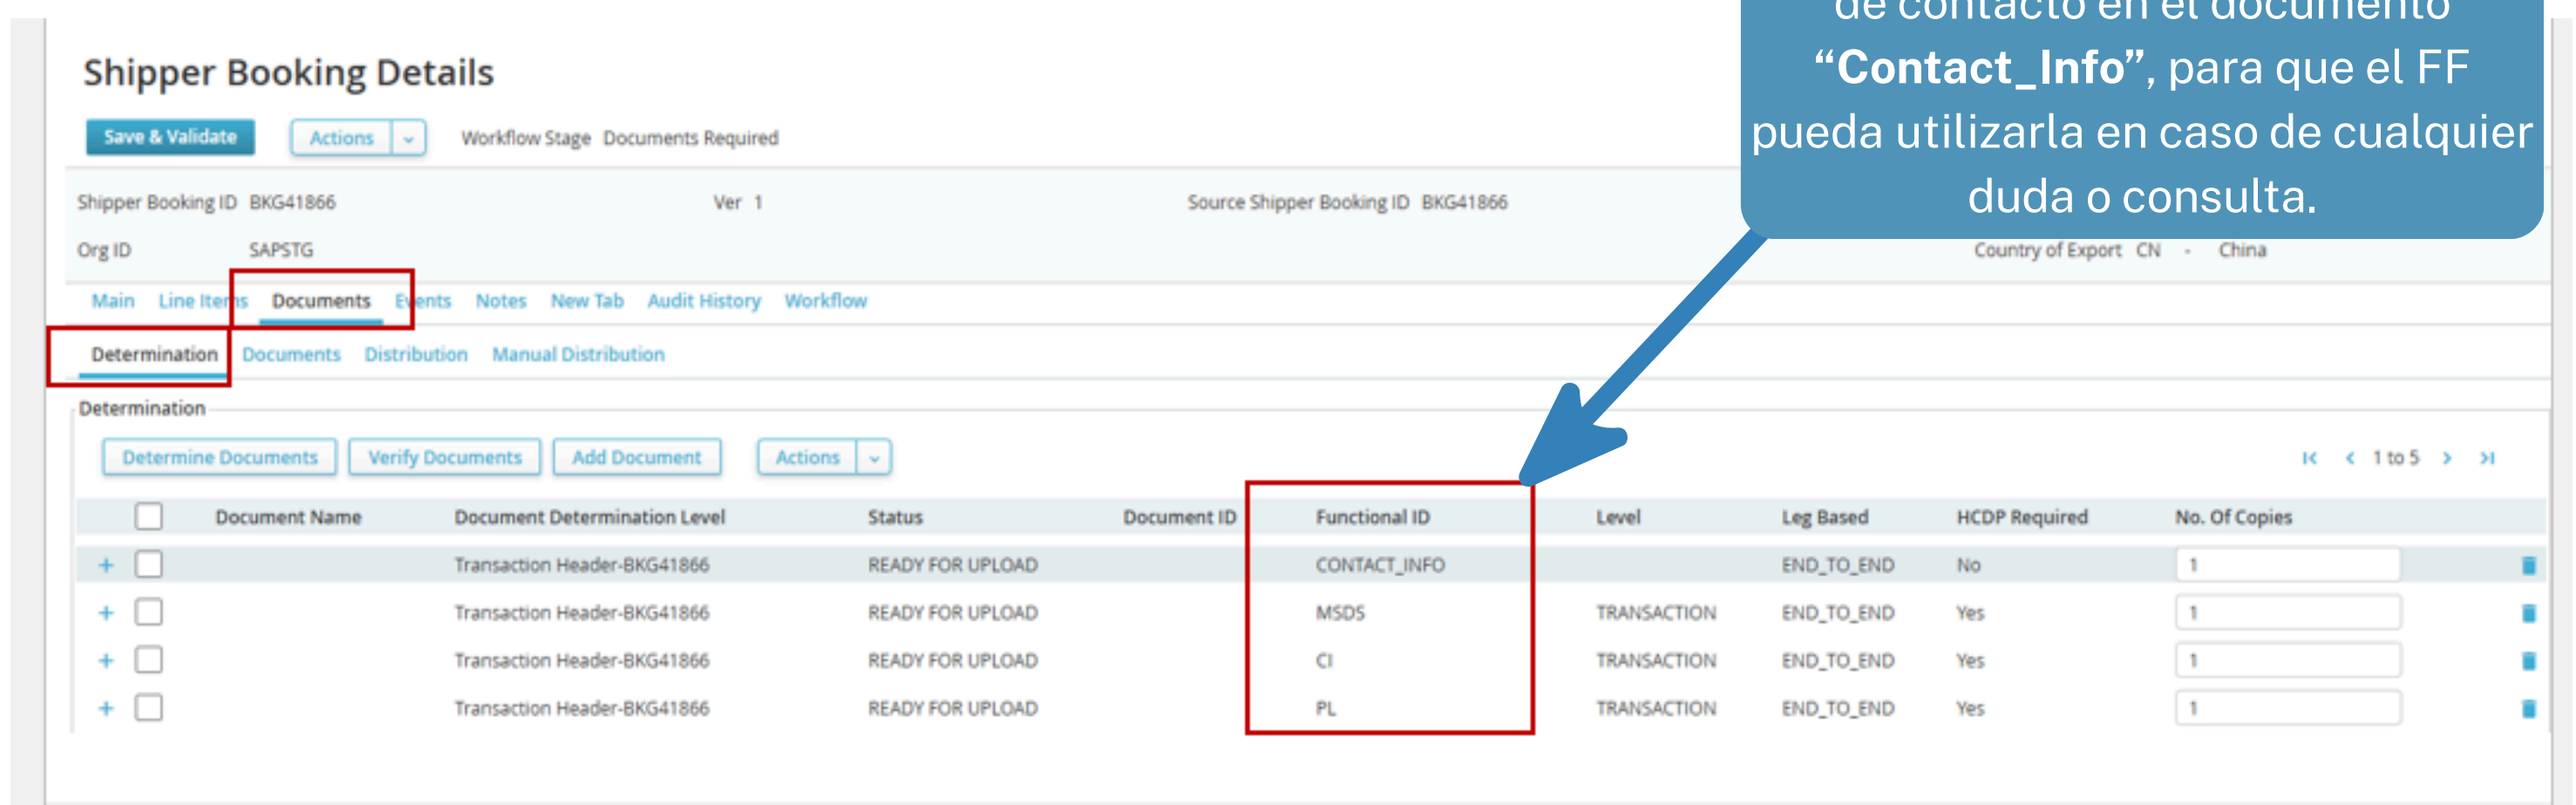 de contacto en el documento
“Contact_Info”, para que el FF
pueda utilizarla en caso de cualquier
duda o consulta.
Shipper Booking Details
Save & Validate Actions Workflow Stage Documents Required
Shipper Booking ID BKG41866 Ver 1 Source Shipper Booking ID BKG41866
Org ID SAPSTG Country of Export CN - China
Main Line Items Documents Events Notes New Tab Audit History Workflow
Determination Documents Distribution Manual Distribution
Determination
Determine Documents Verify Documents Add Document Actions 1 to 5
Document Name Document Determination Level Status Document ID Functional ID Level Leg Based HCDP Required No. Of Copies
Transaction Header-BKG41866 READY FOR UPLOAD CONTACT_INFO END_TO_END No 1
Transaction Header-BKG41866 READY FOR UPLOAD MSDS TRANSACTION END_TO_END Yes 1
Transaction Header-BKG41866 READY FOR UPLOAD CI TRANSACTION END_TO_END Yes 1
Transaction Header-BKG41866 READY FOR UPLOAD PL TRANSACTION END_TO_END Yes 1